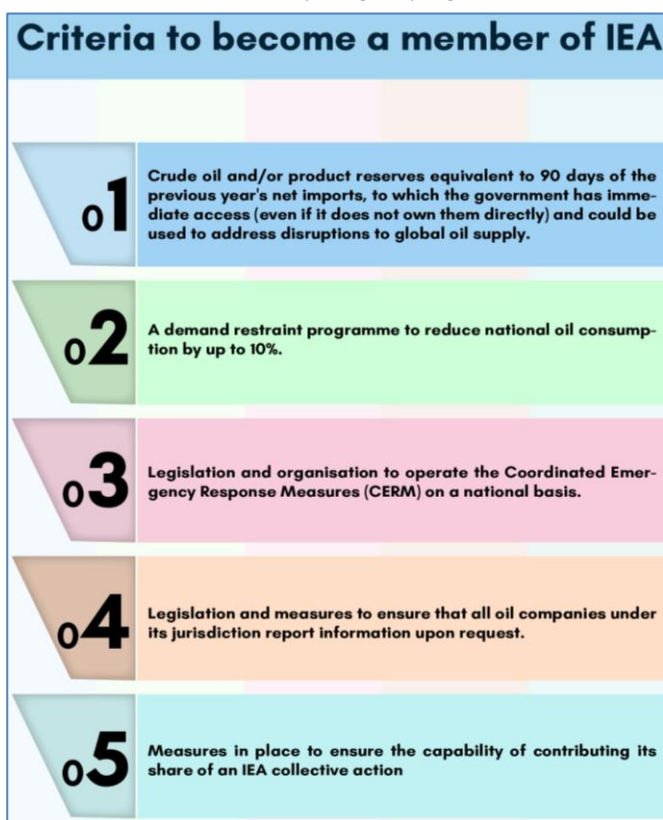 Criteria to become a member of IEA
01
Crude oil and/or product reserves equivalent to 90 days of the
previous year's net imports, to which the government has imme-
diate access (even if it does not own them directly) and could be
used to address disruptions to global oil supply.
02
A demand restraint programme to reduce national oil consump-
tion by up to 10%.
03
Legislation and organisation to operate the Coordinated Emer-
gency Response Measures (CERM) on a national basis.
04
Legislation and measures to ensure that all oil companies under
its jurisdiction report information upon request.
05
Measures in place to ensure the capability of contributing its
share of an IEA collective action